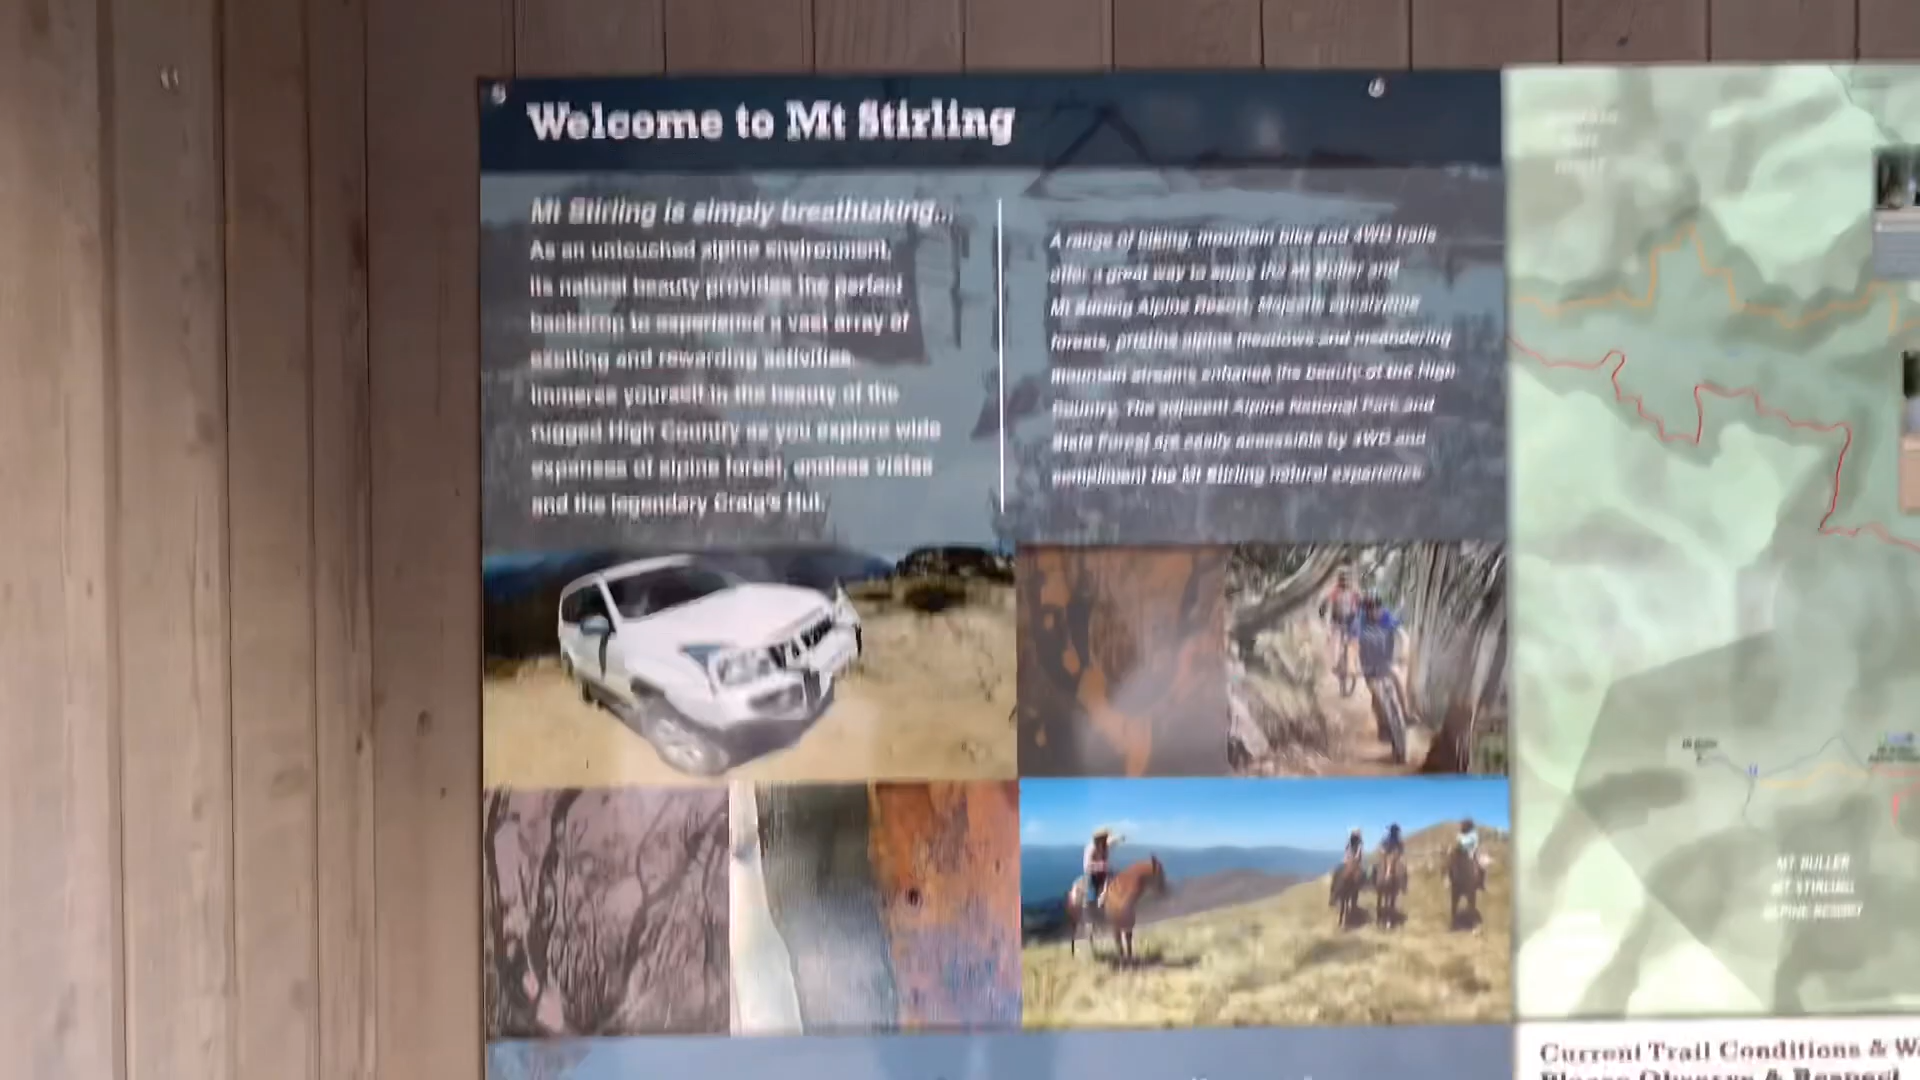 Welcome to Mt Stirling
Mt Stirling is simply breathtaking...
As an untouched alpine environment,
its natural beauty provides the perfect
backdrop to experience a vast array of
exciting and rewarding activities.
Immerse yourself in the beauty of the
rugged High Country as you explore wide
expanses of alpine forest, endless vistas
and the legendary Craig's Hut.
A range of hiking, mountain bike and 4WD trails
offer a great way to enjoy the Mt Buller and
Mt Stirling Alpine Resort. Majestic
forests, pristine alpine meadows and meandering
mountain streams enhance the beauty of the High
Country. The adjacent Alpine National Park and
State Forest are easily accessible by 4WD and
compliment the Mt Stirling natural experience.
MT BULLER
MT STIRLING
ALPINE RESORT
Current Trail Conditions & W
Please Observe & Respect